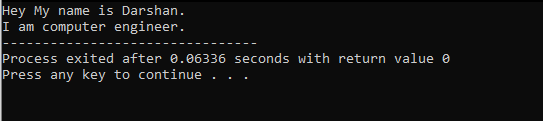 Hey My name is Darshan.
I am computer engineer.
--------------------------------
Process exited after 0.06336 seconds with return value 0
Press any key to continue . . .